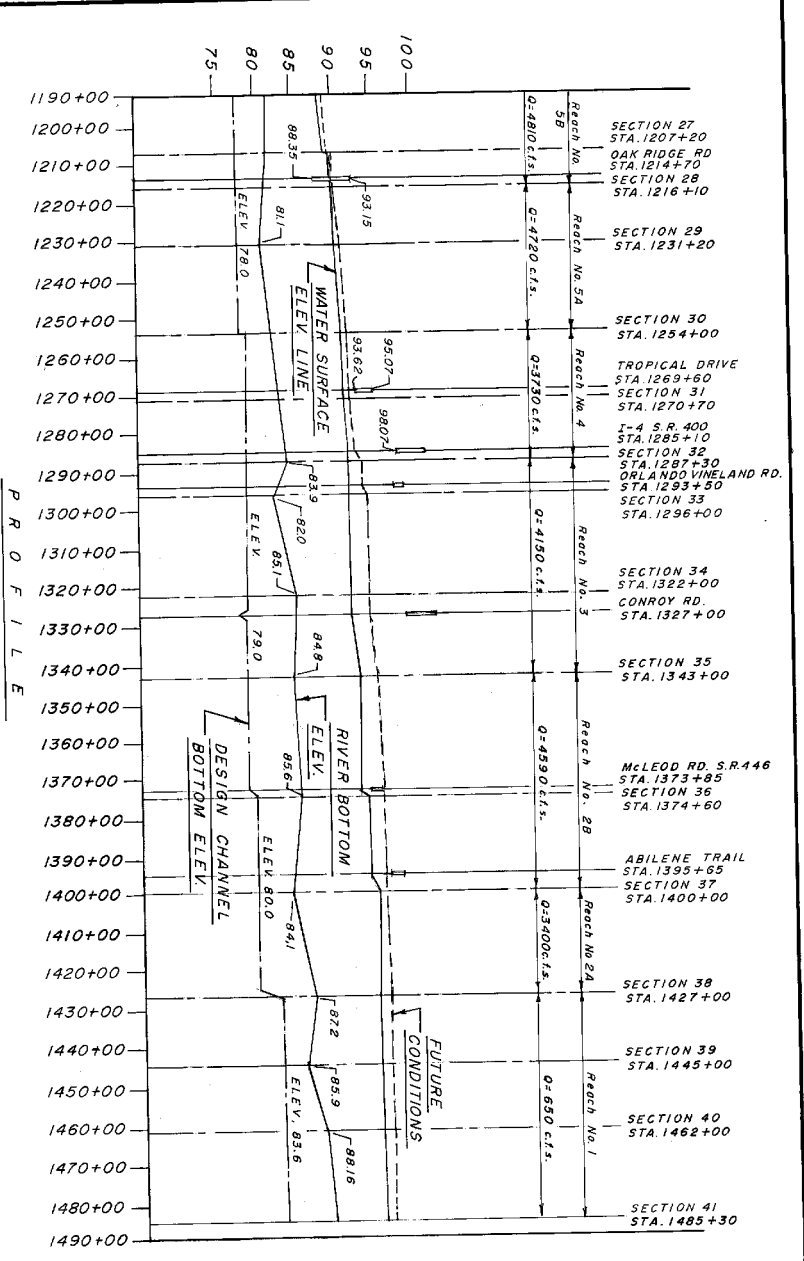 75
80
85
90
95
100
1190+00
1200+00
1210+00
1220+00
1230+00
1240+00
1250+00
1260+00
1270+00
1280+00
1290+00
1300+00
1310+00
1320+00
1330+00
1340+00
1350+00
1360+00
1370+00
1380+00
1390+00
1400+00
1410+00
1420+00
1430+00
1440+00
1450+00
1460+00
1470+00
1480+00
1490+00
PROFILE
SECTION 27
STA. 1207+20
OAK RIDGE RD
STA. 1214+70
SECTION 28
STA. 1216+10
SECTION 29
STA. 1231+20
SECTION 30
STA. 1254+00
TROPICAL DRIVE
STA. 1269+60
SECTION 31
STA. 1270+70
I-4 S.R. 400
STA. 1285+10
SECTION 32
STA. 1287+30
ORLANDO VINELAND RD.
STA. 1293+50
SECTION 33
STA. 1296+00
SECTION 34
STA. 1322+00
CONROY RD.
STA. 1327+00
SECTION 35
STA. 1343+00
McLEOD RD. S.R. 446
STA. 1373+85
SECTION 36
STA. 1374+60
ABILENE TRAIL
STA. 1395+65
SECTION 37
STA. 1400+00
SECTION 38
STA. 1427+00
SECTION 39
STA. 1445+00
SECTION 40
STA. 1462+00
SECTION 41
STA. 1485+30
Reach No.
5B
Reach No. 5A
Reach No. 4
Reach No. 3
Reach No. 2B
Reach No 2A
Reach No. 1
Q=4810 c.f.s.
Q=4720 c.f.s.
Q=3730 c.f.s.
Q=4150 c.f.s.
Q=4590 c.f.s.
Q=3400 c.f.s.
Q=650 c.f.s.
88.35
93.15
81.1
ELEV 78.0
WATER SURFACE
ELEV. LINE
93.62
95.07
98.07
83.9
82.0
ELEV.
79.0
85.1
84.8
RIVER BOTTOM
ELEV.
DESIGN CHANNEL
BOTTOM ELEV.
85.6
ELEV. 80.0
84.1
87.2
FUTURE
CONDITIONS
85.9
ELEV. 83.6
88.16